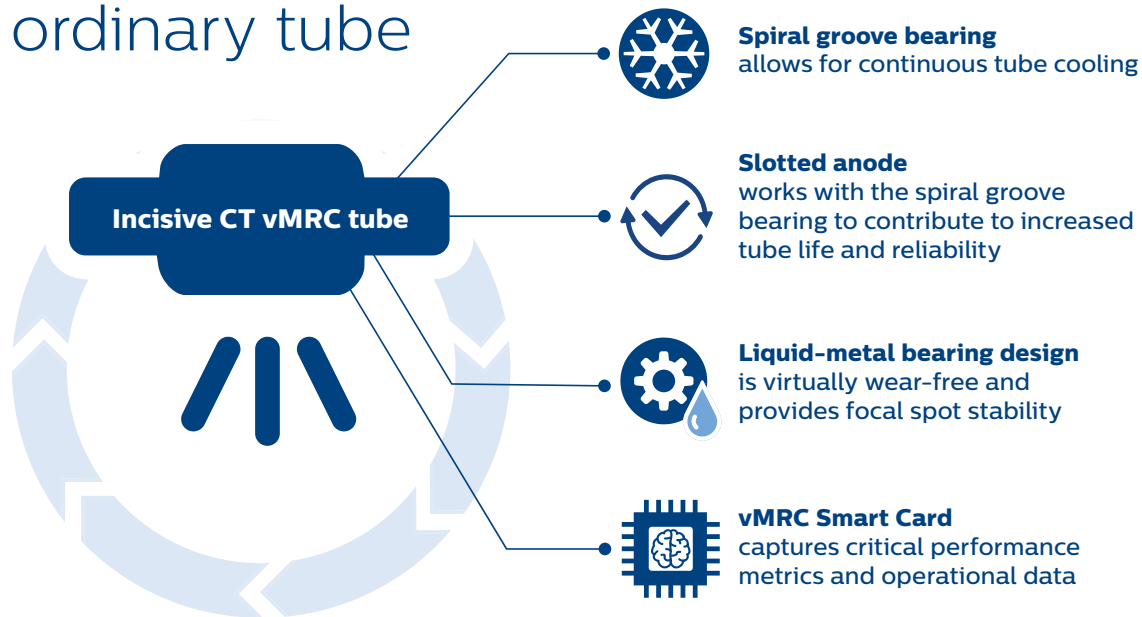 ordinary tube
Incisive CT vMRC tube
Spiral groove bearing
allows for continuous tube cooling
Slotted anode
works with the spiral groove
bearing to contribute to increased
tube life and reliability
Liquid-metal bearing design
is virtually wear-free and
provides focal spot stability
vMRC Smart Card
captures critical performance
metrics and operational data